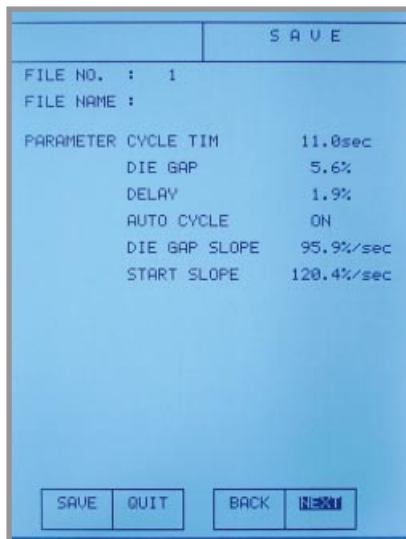 S A V E
FILE NO. : 1
FILE NAME :
PARAMETER CYCLE TIM 11.0sec
DIE GAP 5.6%
DELAY 1.9%
AUTO CYCLE ON
DIE GAP SLOPE 95.9%/sec
START SLOPE 120.4%/sec
SAVE QUIT BACK NEXT